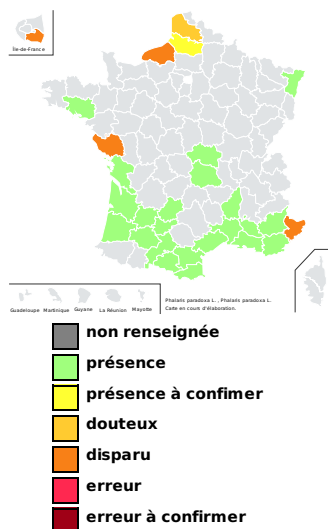 Île-de-France
Guadeloupe Martinique Guyane La Réunion Mayotte
Phalaris paradoxa L. , Phalaris paradoxa L.
Carte en cours d'élaboration.
non renseignée
présence
présence à confimer
douteux
disparu
erreur
erreur à confirmer